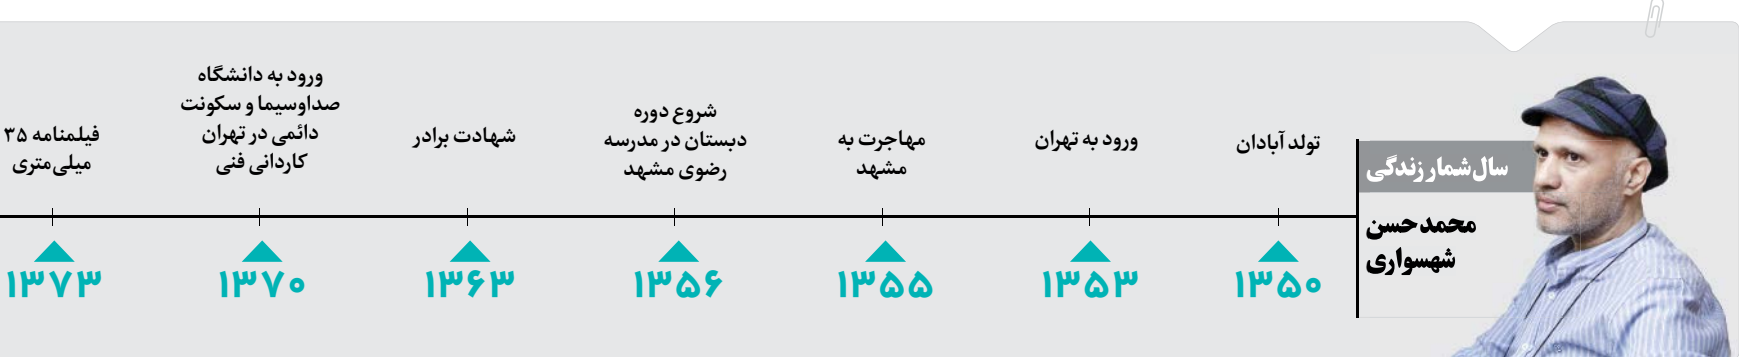 سال‌شمار زندگی
محمدحسن
شهسواری
تولد آبادان
۱۳۵۰
ورود به تهران
۱۳۵۳
مهاجرت به
مشهد
۱۳۵۵
شروع دوره
دبستان در مدرسه
رضوی مشهد
۱۳۵۶
شهادت برادر
۱۳۶۳
ورود به دانشگاه
صداوسیما و سکونت
دائمی در تهران
کاردانی فنی
۱۳۷۰
فیلمنامه ۳۵
میلی‌متری
۱۳۷۳